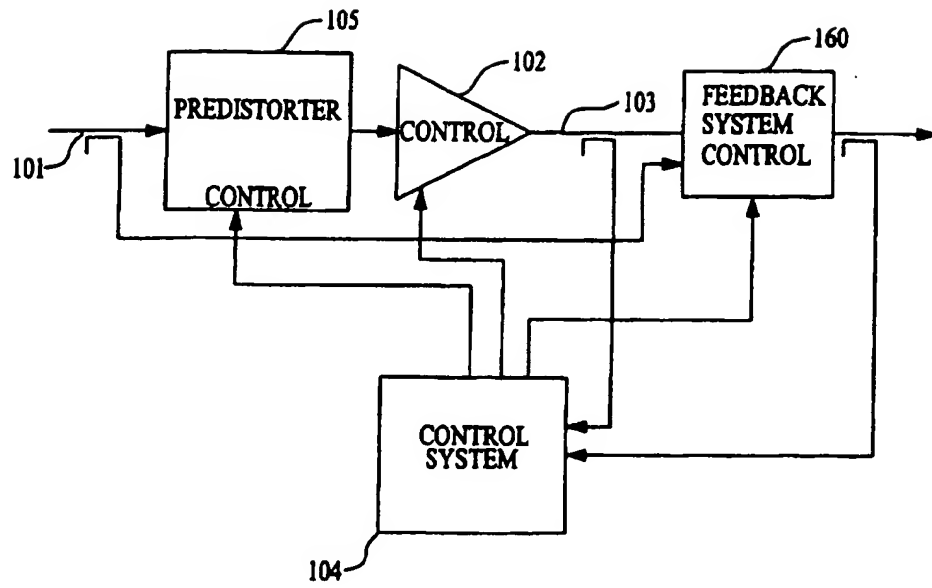 105
102
160
103
PREDISTORTER
CONTROL
FEEDBACK
SYSTEM
CONTROL
101
CONTROL
CONTROL
SYSTEM
104